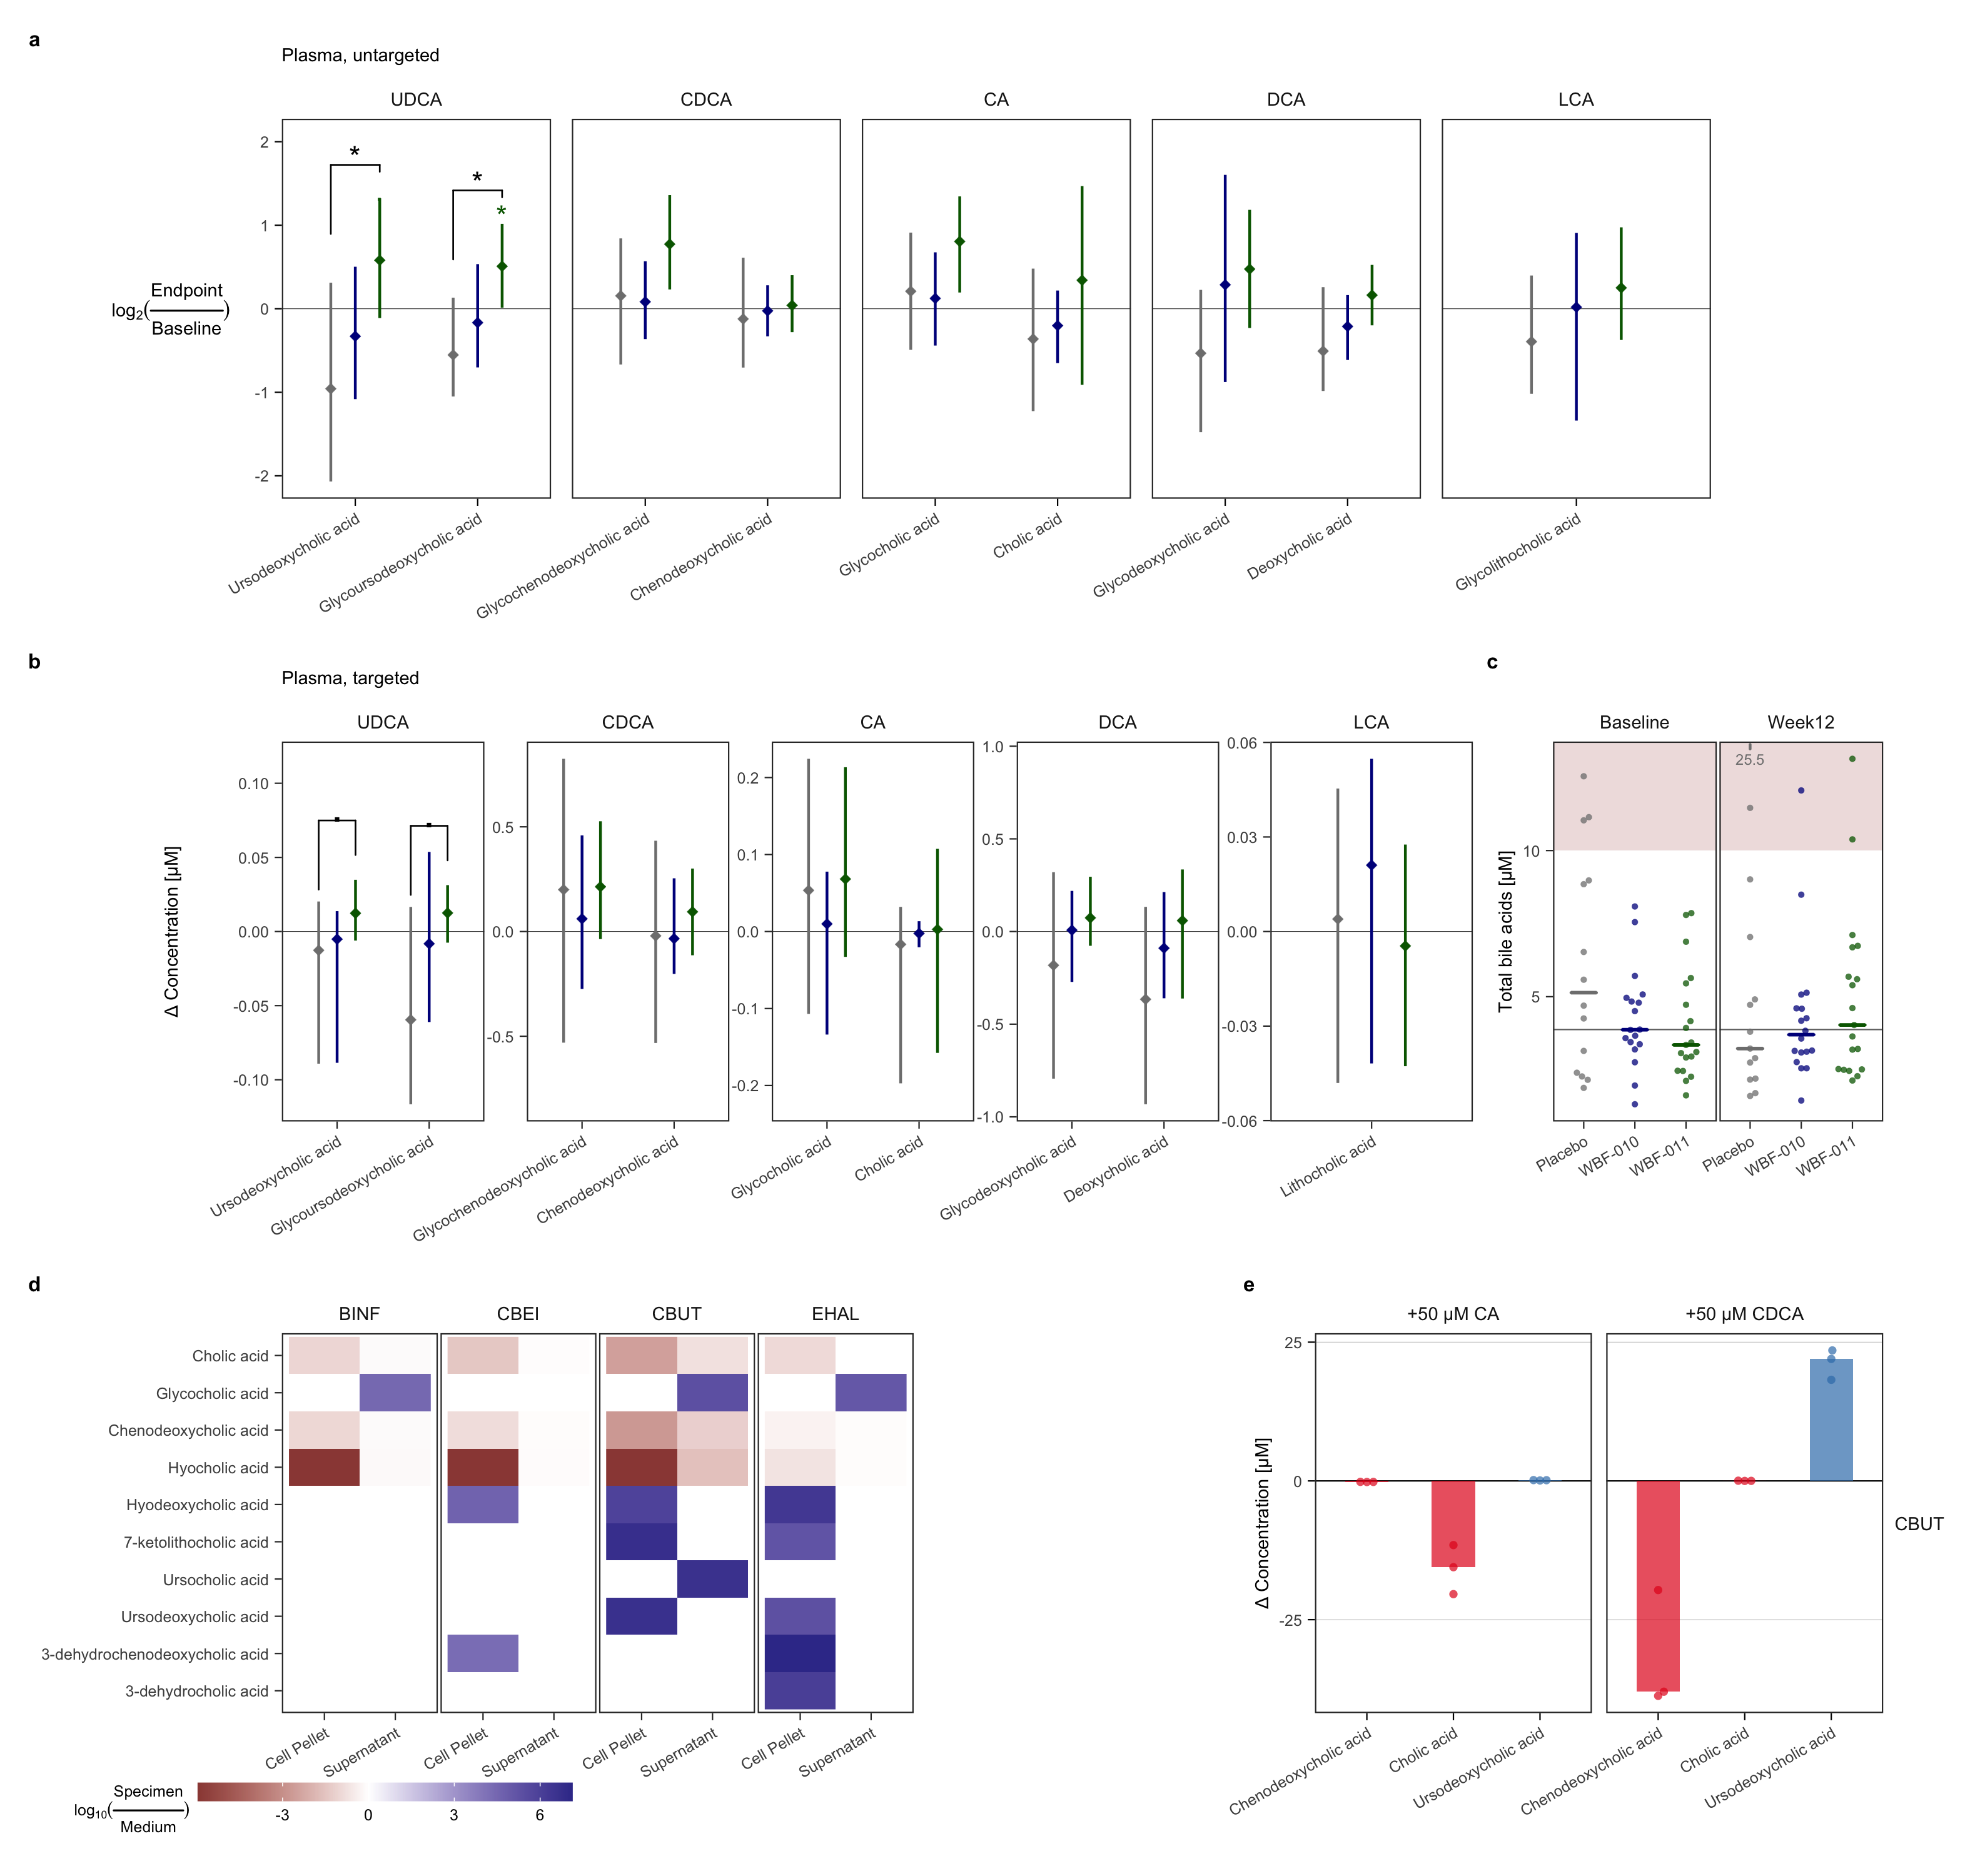 a
Plasma, untargeted
UDCA
CDCA
CA
DCA
LCA
log2(Endpoint
Baseline)
2
1
0
-1
-2
*
*
*
Ursodeoxycholic acid
Glycoursodeoxycholic acid
Glycochenodeoxycholic acid
Chenodeoxycholic acid
Glycocholic acid
Cholic acid
Glycodeoxycholic acid
Deoxycholic acid
Glycolithocholic acid
b
Plasma, targeted
UDCA
CDCA
CA
DCA
LCA
Δ Concentration [µM]
0.10
0.05
0.00
-0.05
-0.10
0.5
0.0
-0.5
0.2
0.1
0.0
-0.1
-0.2
1.0
0.5
0.0
-0.5
-1.0
0.06
0.03
0.00
-0.03
-0.06
Ursodeoxycholic acid
Glycoursodeoxycholic acid
Glycochenodeoxycholic acid
Chenodeoxycholic acid
Glycocholic acid
Cholic acid
Glycodeoxycholic acid
Deoxycholic acid
Lithocholic acid
c
Baseline
Week12
Total bile acids [µM]
10
5
25.5
Placebo
WBF-010
WBF-011
Placebo
WBF-010
WBF-011
d
BINF
CBEI
CBUT
EHAL
Cholic acid
Glycocholic acid
Chenodeoxycholic acid
Hyocholic acid
Hyodeoxycholic acid
7-ketolithocholic acid
Ursocholic acid
Ursodeoxycholic acid
3-dehydrochenodeoxycholic acid
3-dehydrocholic acid
Cell Pellet
Supernatant
Cell Pellet
Supernatant
Cell Pellet
Supernatant
Cell Pellet
Supernatant
log10(Specimen
Medium)
-3
0
3
6
e
+50 µM CA
+50 µM CDCA
Δ Concentration [µM]
25
0
-25
CBUT
Chenodeoxycholic acid
Cholic acid
Ursodeoxycholic acid
Chenodeoxycholic acid
Cholic acid
Ursodeoxycholic acid